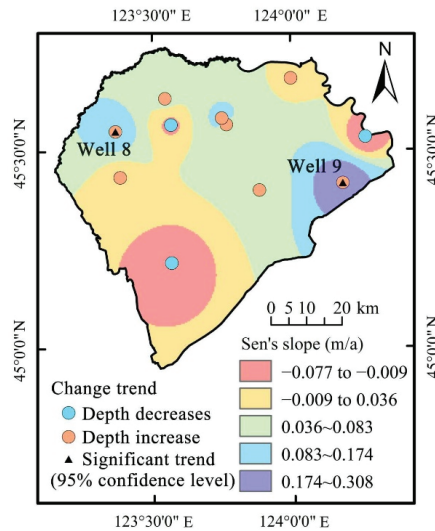 123°30'0" 124°0'0"
N
45°30'0"N
Well 8
Well 9
45°30'0"N
0 5 10 20 km
Sen's slope (m/a)
45°0'0"N
45°0'0"N
−0.077 to −0.009
Change trend
−0.009 to 0.036
Depth decreases
0.036~0.083
Depth increase
0.083~0.174
Significant trend
(95% confidence level)
0.174~0.308
123°30'0" 124°0'0"